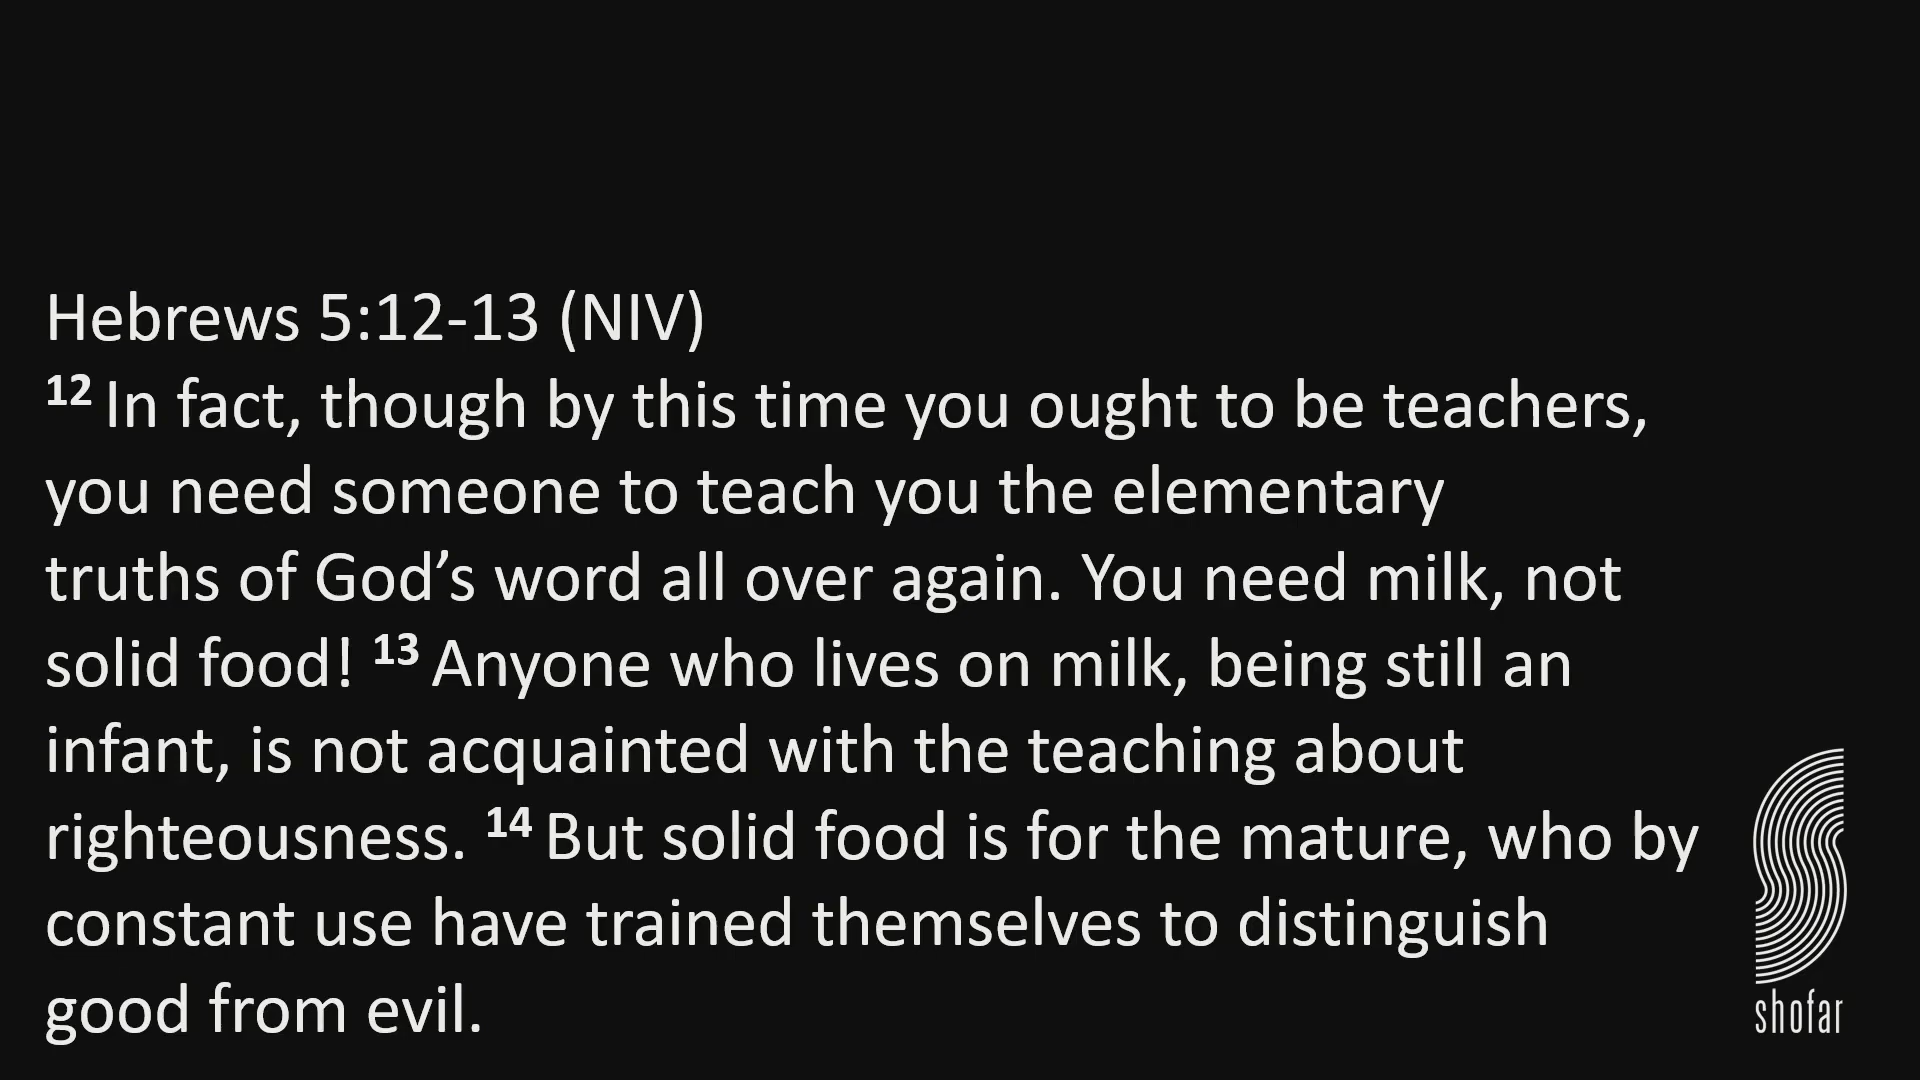 Hebrews 5:12-13 (NIV)
12 In fact, though by this time you ought to be teachers,
you need someone to teach you the elementary
truths of God’s word all over again. You need milk, not
solid food! 13 Anyone who lives on milk, being still an
infant, is not acquainted with the teaching about
righteousness. 14 But solid food is for the mature, who by
constant use have trained themselves to distinguish
good from evil.
shofar